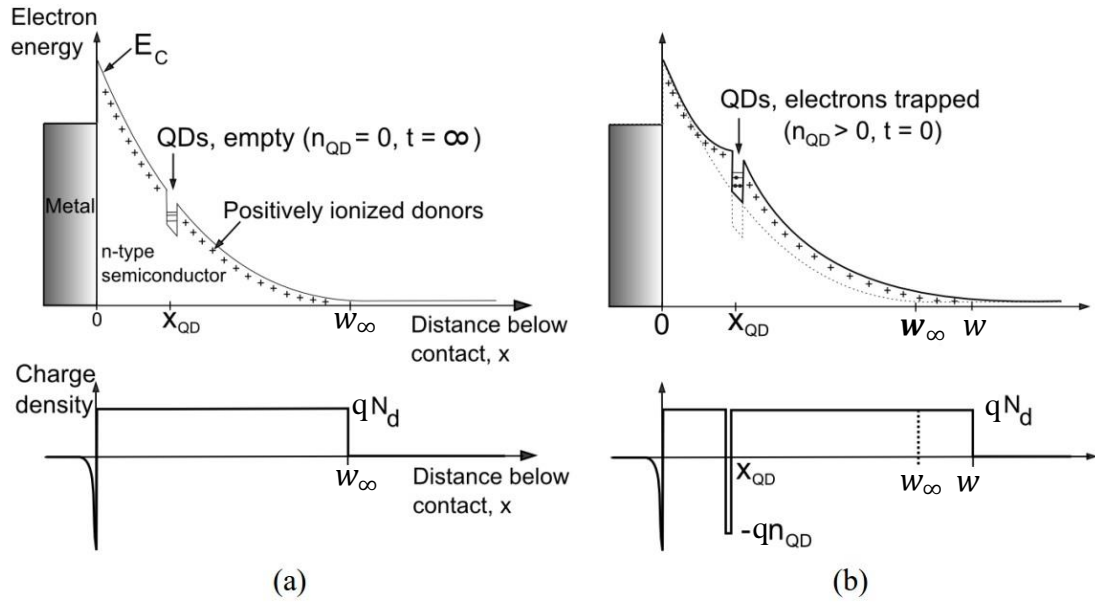 Electron
energy
E_C
QDs, empty (n_QD = 0, t = ∞)
Metal
Positively ionized donors
n-type
semiconductor
0
x_QD
w_∞
Distance below
contact, x
Charge
density
qN_d
w_∞
Distance below
contact, x
(a)
QDs, electrons trapped
(n_QD > 0, t = 0)
0
x_QD
w_∞
w
qN_d
x_QD
w_∞
w
-qn_QD
(b)